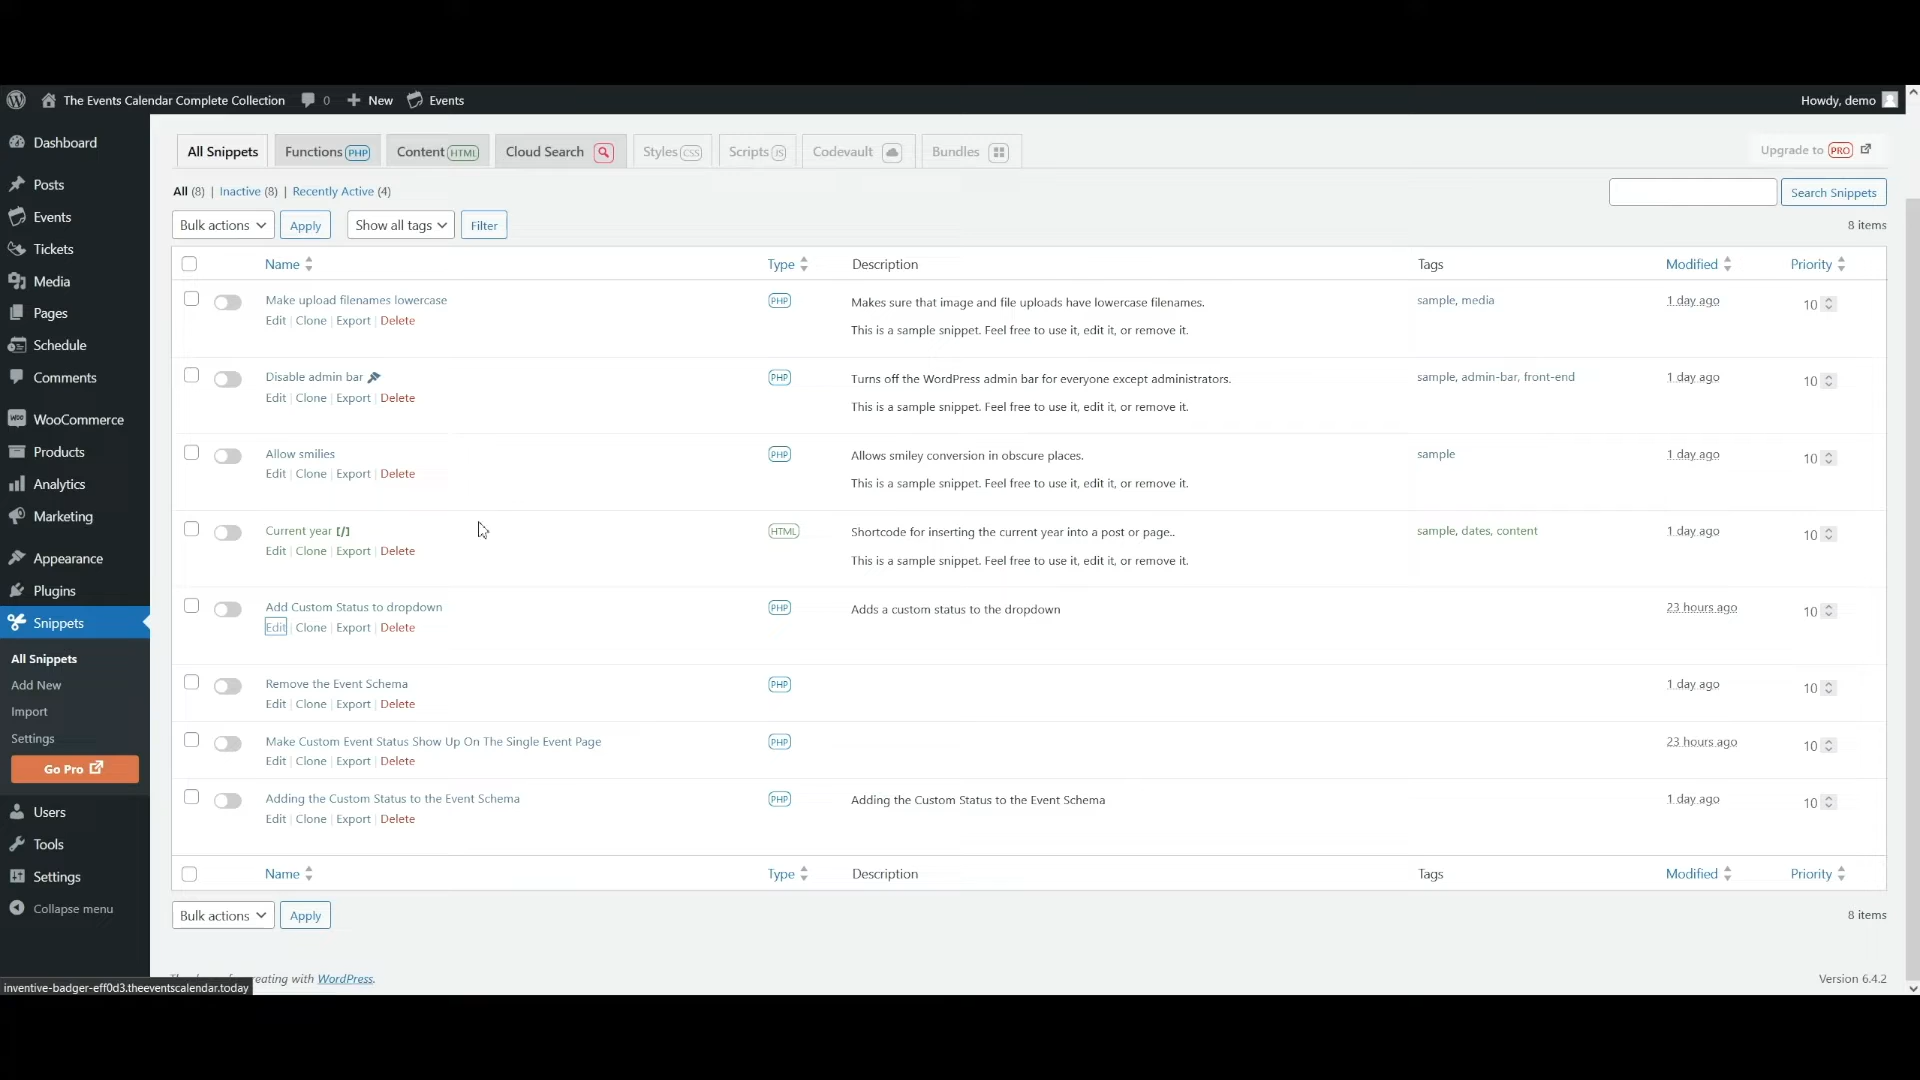 The Events Calendar Complete Collection 0 New Events Howdy, demo
Dashboard
Posts
Events
Tickets
Media
Pages
Schedule
Comments
WooCommerce
Products
Analytics
Marketing
Appearance
Plugins
Snippets
All Snippets
Add New
Import
Settings
Go Pro
Users
Tools
Settings
Collapse menu
All Snippets Functions PHP Content HTML Cloud Search Styles CSS Scripts JS Codevault Bundles Upgrade to PRO
All (8) | Inactive (8) | Recently Active (4) Search Snippets
Bulk actions Apply Show all tags Filter 8 items
Name Type Description Tags Modified Priority
Make upload filenames lowercase PHP Makes sure that image and file uploads have lowercase filenames. sample, media 1 day ago 10
Edit | Clone | Export | Delete This is a sample snippet. Feel free to use it, edit it, or remove it.
Disable admin bar PHP Turns off the WordPress admin bar for everyone except administrators. sample, admin-bar, front-end 1 day ago 10
Edit | Clone | Export | Delete This is a sample snippet. Feel free to use it, edit it, or remove it.
Allow smilies PHP Allows smiley conversion in obscure places. sample 1 day ago 10
Edit | Clone | Export | Delete This is a sample snippet. Feel free to use it, edit it, or remove it.
Current year [/] HTML Shortcode for inserting the current year into a post or page.. sample, dates, content 1 day ago 10
Edit | Clone | Export | Delete This is a sample snippet. Feel free to use it, edit it, or remove it.
Add Custom Status to dropdown PHP Adds a custom status to the dropdown 23 hours ago 10
Edit | Clone | Export | Delete
Remove the Event Schema PHP 1 day ago 10
Edit | Clone | Export | Delete
Make Custom Event Status Show Up On The Single Event Page PHP 23 hours ago 10
Edit | Clone | Export | Delete
Adding the Custom Status to the Event Schema PHP Adding the Custom Status to the Event Schema 1 day ago 10
Edit | Clone | Export | Delete
Name Type Description Tags Modified Priority
Bulk actions Apply 8 items
eating with WordPress. Version 6.4.2
inventive-badger-eff0d3.theeventscalendar.today